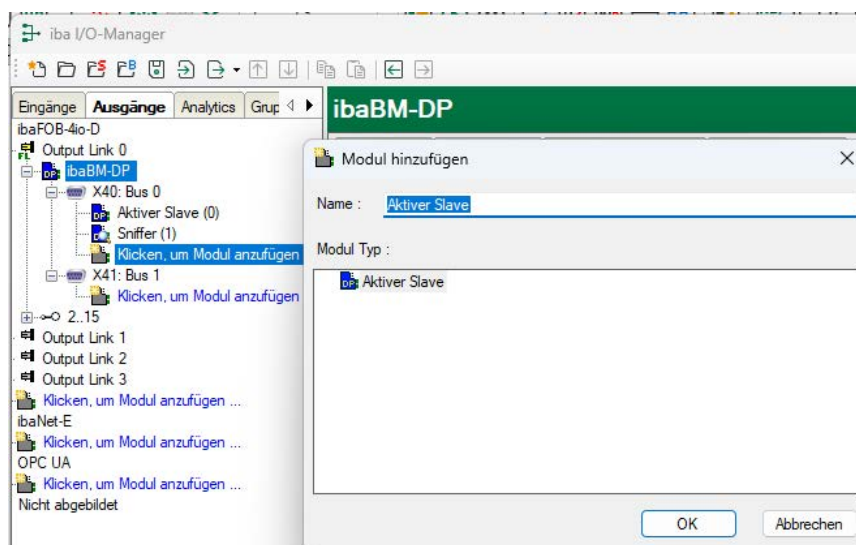 iba I/O-Manager
Eingänge Ausgänge Analytics Grup
ibaFOB-4io-D
Output Link 0
ibaBM-DP
X40: Bus 0
Aktiver Slave (0)
Sniffer (1)
Klicken, um Modul anzufügen
X41: Bus 1
Klicken, um Modul anzufügen
2..15
Output Link 1
Output Link 2
Output Link 3
Klicken, um Modul anzufügen ...
ibaNet-E
Klicken, um Modul anzufügen ...
OPC UA
Klicken, um Modul anzufügen ...
Nicht abgebildet
ibaBM-DP
Modul hinzufügen
Name : Aktiver Slave
Modul Typ :
Aktiver Slave
OK Abbrechen